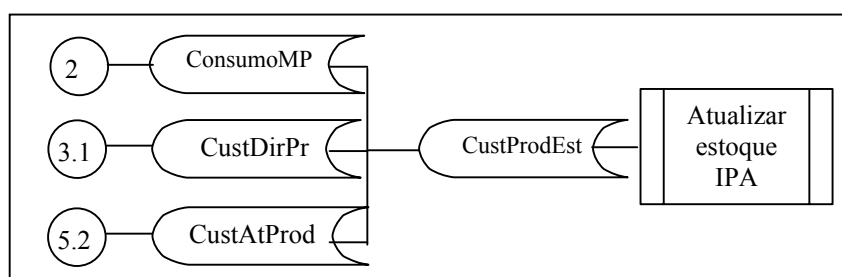 2
ConsumoMP
3.1
CustDirPr
5.2
CustAtProd
CustProdEst
Atualizar
estoque
IPA